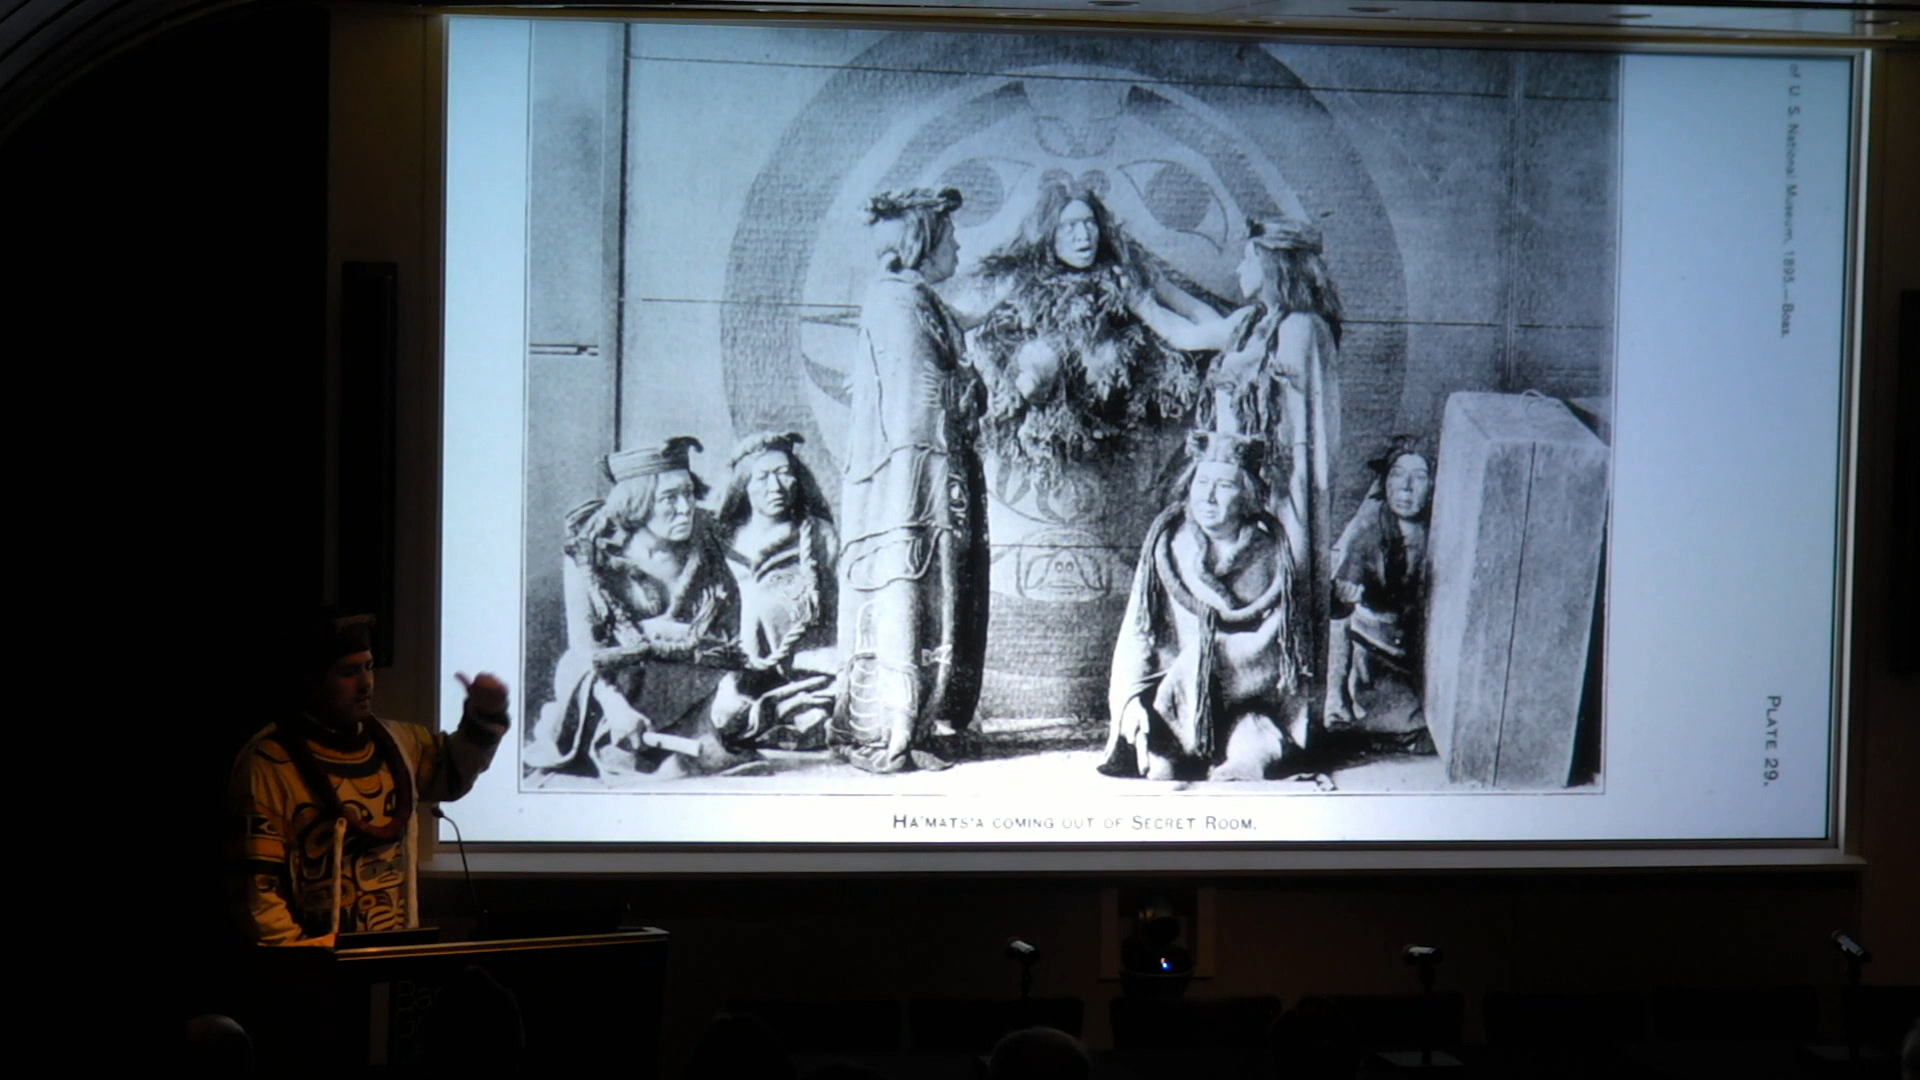 of U. S. National Museum, 1895.—Boas.
PLATE 29.
HA'MATS'A COMING OUT OF SECRET ROOM.